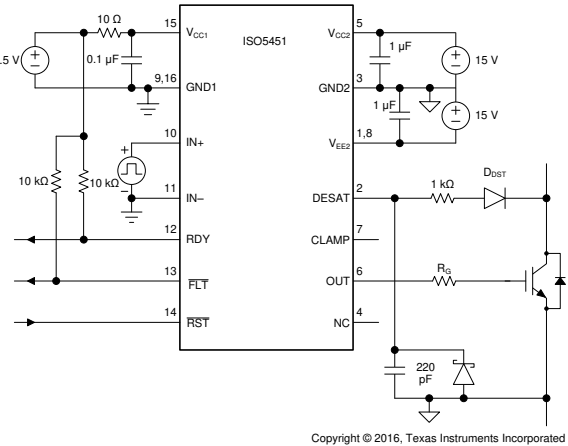 10 Ω
15
V_CC1
ISO5451
V_CC2
5
1 µF
.5 V
0.1 µF
15 V
9,16
GND1
GND2
3
1 µF
15 V
10
IN+
V_EE2
1,8
10 kΩ
10 kΩ
11
IN–
DESAT
2
1 kΩ
D_DST
12
RDY
CLAMP
7
13
FLT
OUT
6
R_G
14
RST
NC
4
220
pF
Copyright © 2016, Texas Instruments Incorporated